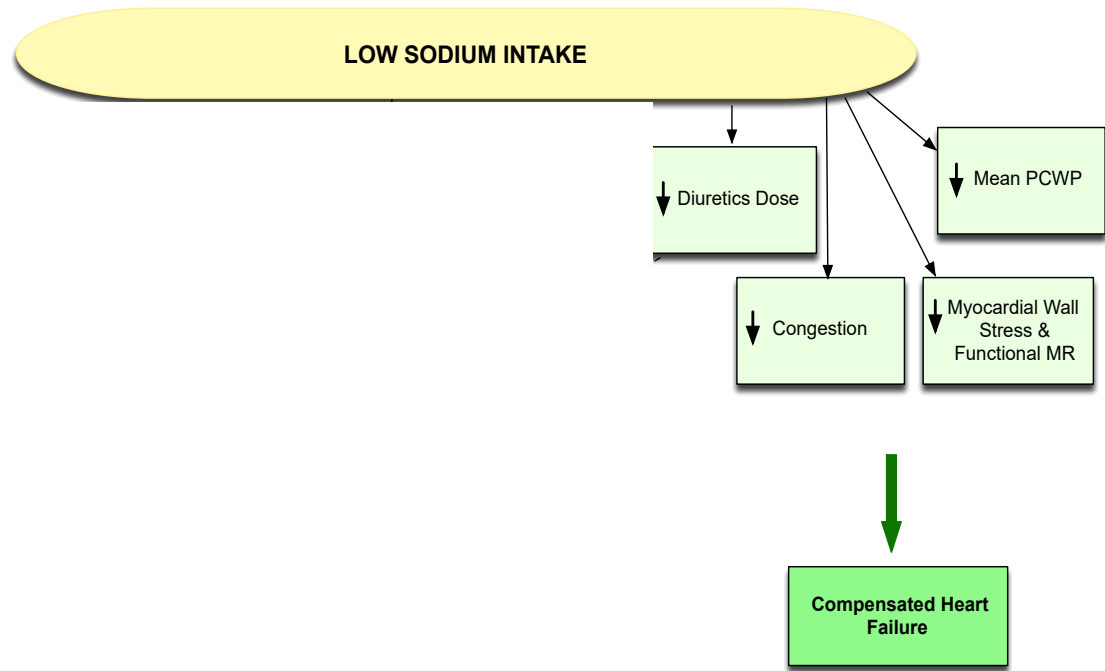 LOW SODIUM INTAKE
Mean PCWP
Diuretics Dose
Congestion
Myocardial Wall
Stress &
Functional MR
Compensated Heart
Failure